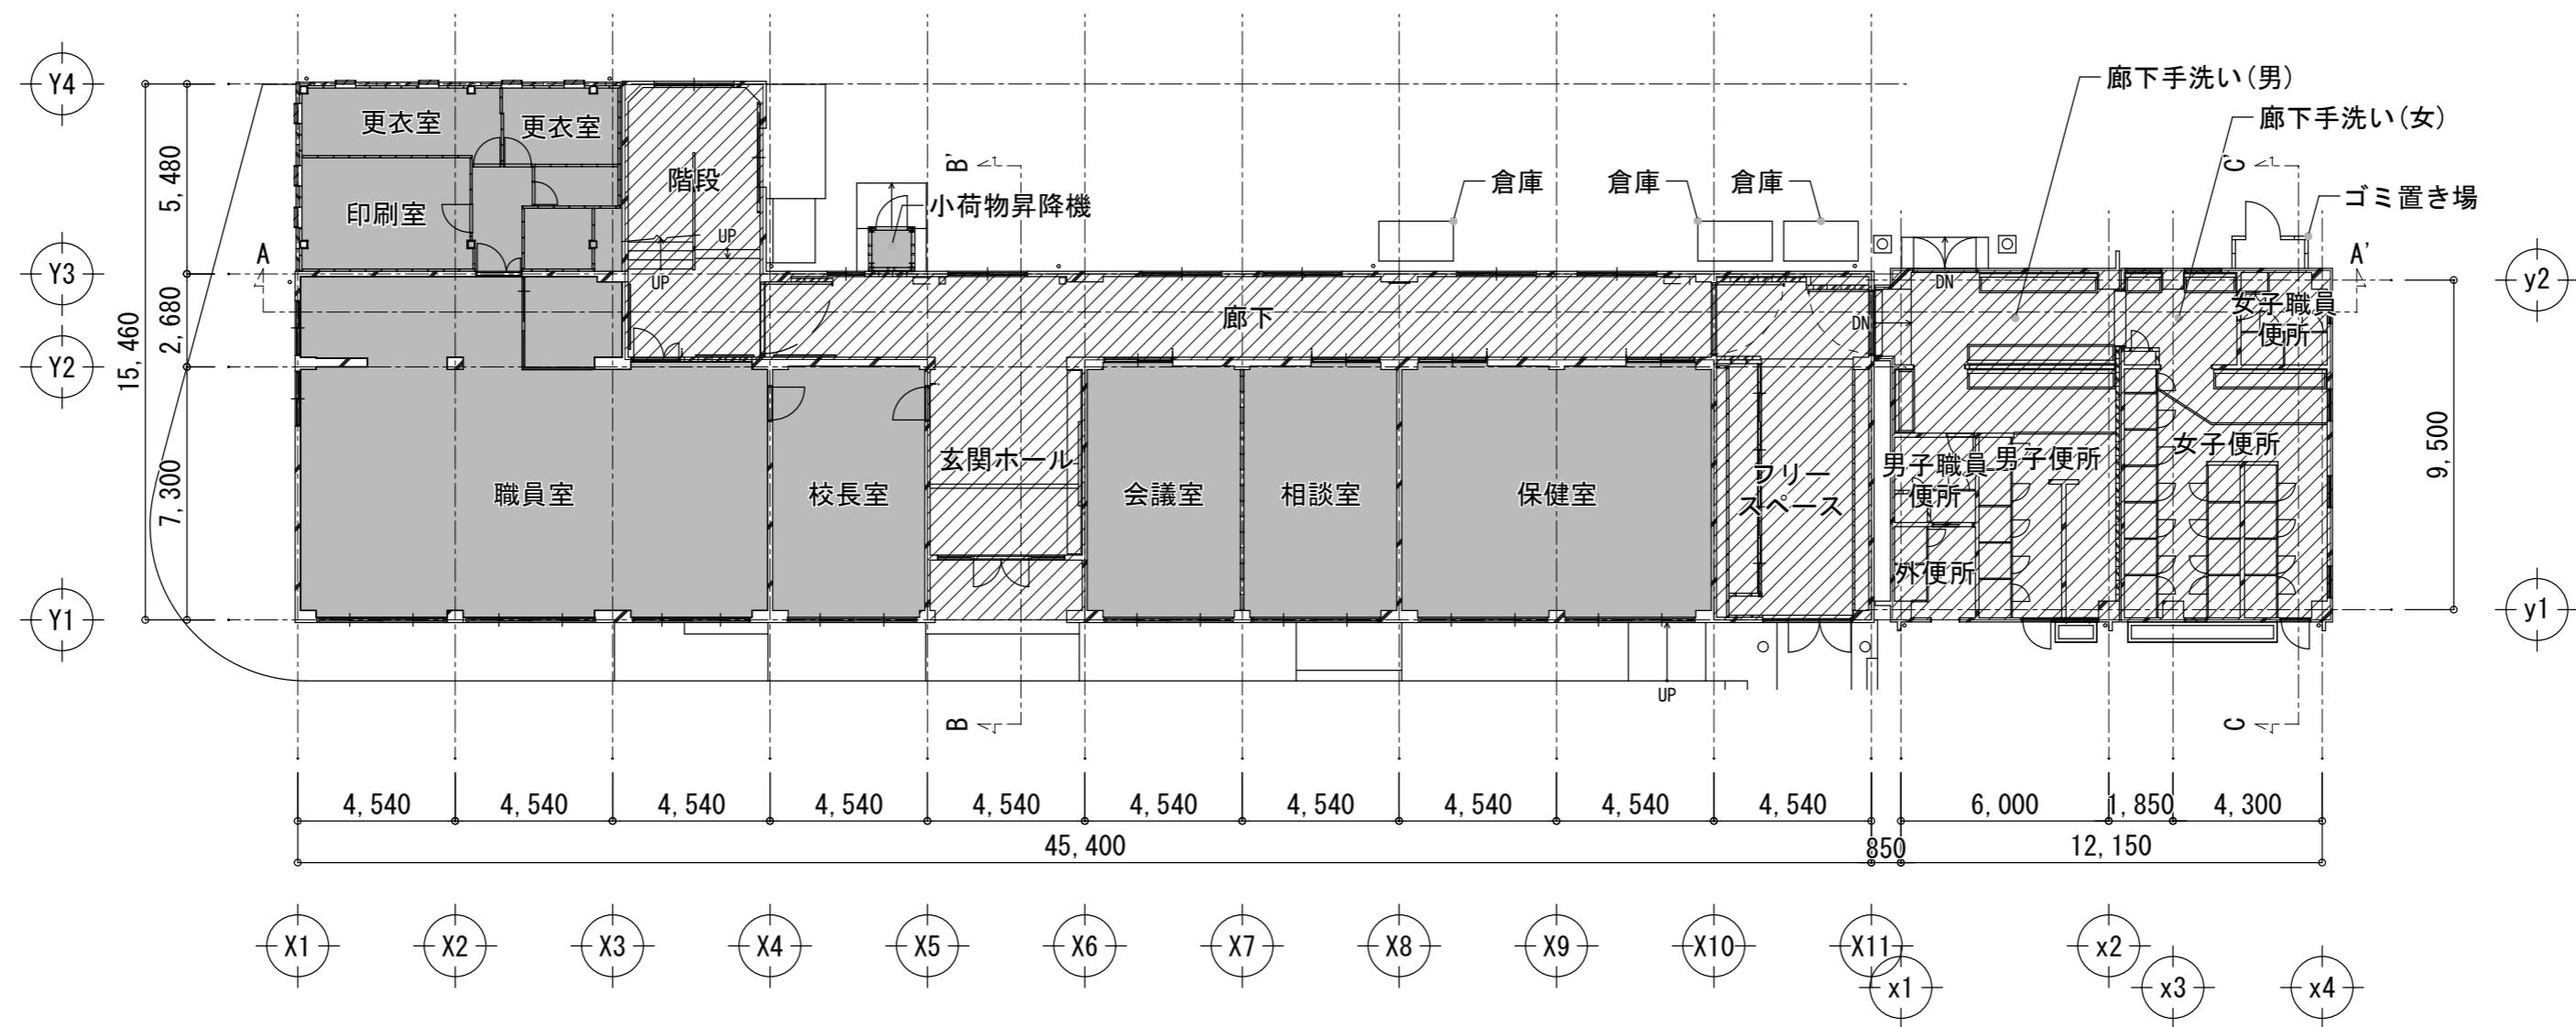 Y4
Y3
Y2
Y1
15,460
5,480
2,680
7,300
A
更衣室
更衣室
印刷室
階段
UP
UP
B'
小荷物昇降機
倉庫
倉庫
倉庫
廊下手洗い(男)
廊下手洗い(女)
C'
ゴミ置き場
A'
DN
DN
廊下
女子職員
便所
職員室
校長室
玄関ホール
会議室
相談室
保健室
フリー
スペース
男子職員
便所
男子便所
女子便所
外便所
UP
B
C
y2
y1
9,500
4,540
4,540
4,540
4,540
4,540
4,540
4,540
4,540
4,540
4,540
6,000
1,850
4,300
45,400
850
12,150
X1
X2
X3
X4
X5
X6
X7
X8
X9
X10
X11
x1
x2
x3
x4